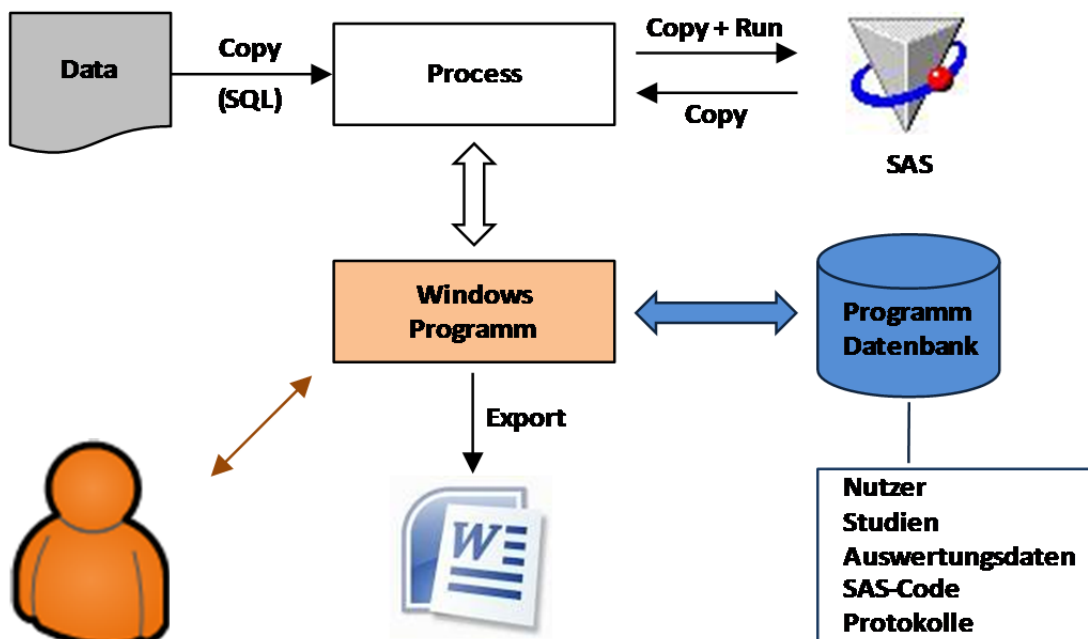 Data
Copy
(SQL)
Process
Copy + Run
Copy
SAS
Windows
Programm
Programm
Datenbank
Export
W
Nutzer
Studien
Auswertungsdaten
SAS-Code
Protokolle